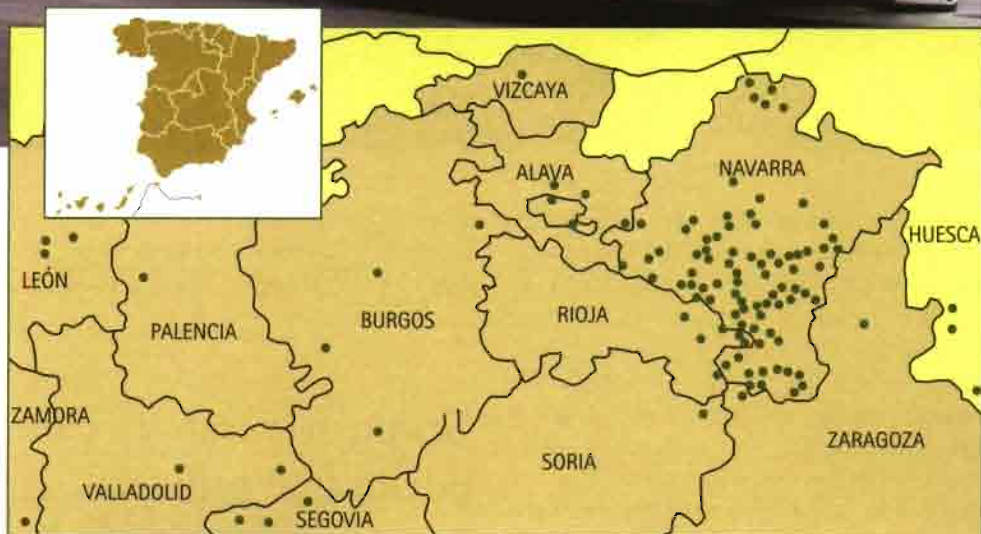 VIZCAYA
ALAVA
NAVARRA
HUESCA
LEÓN
PALENCIA
BURGOS
RIOJA
ZAMORA
VALLADOLID
SEGOVIA
SORIA
ZARAGOZA